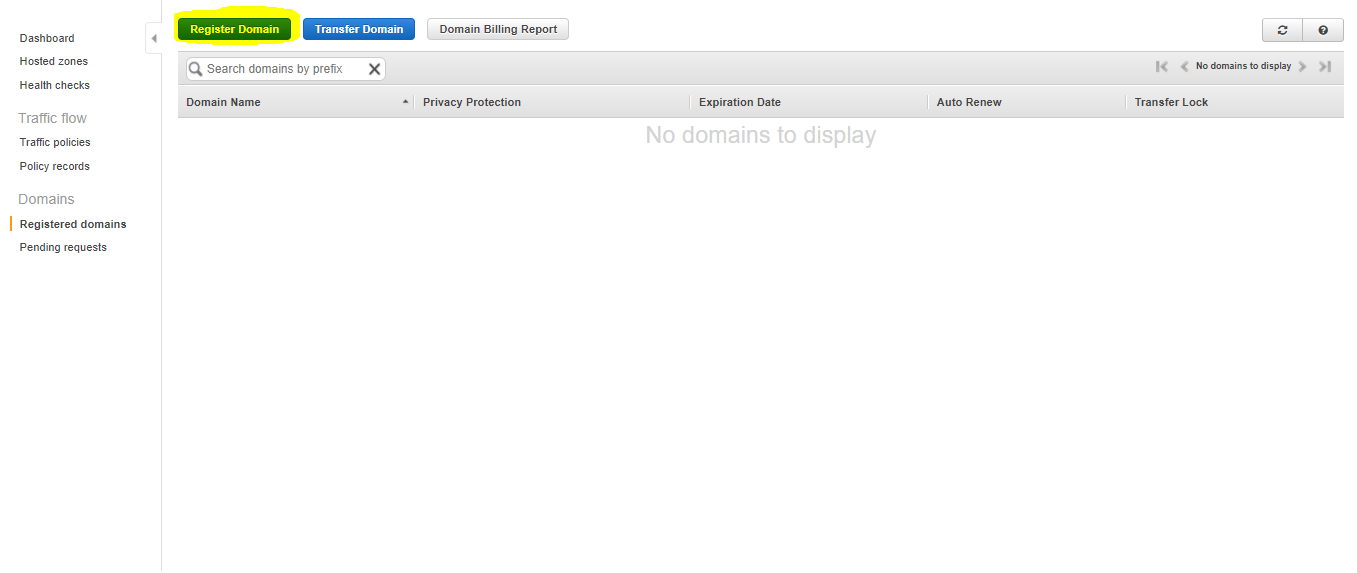 Dashboard
Hosted zones
Health checks
Traffic flow
Traffic policies
Policy records
Domains
Registered domains
Pending requests
Register Domain
Transfer Domain
Domain Billing Report
Search domains by prefix
No domains to display
Domain Name
Privacy Protection
Expiration Date
Auto Renew
Transfer Lock
No domains to display